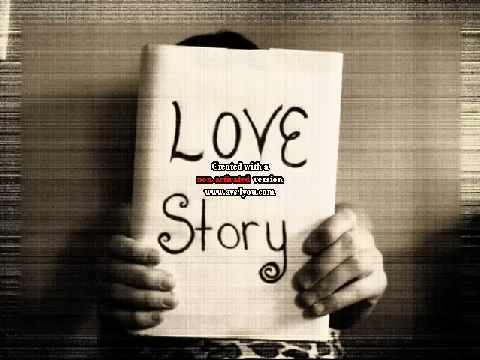 LOVE
Created with a
non-activated version
www.avs4you.com
Story